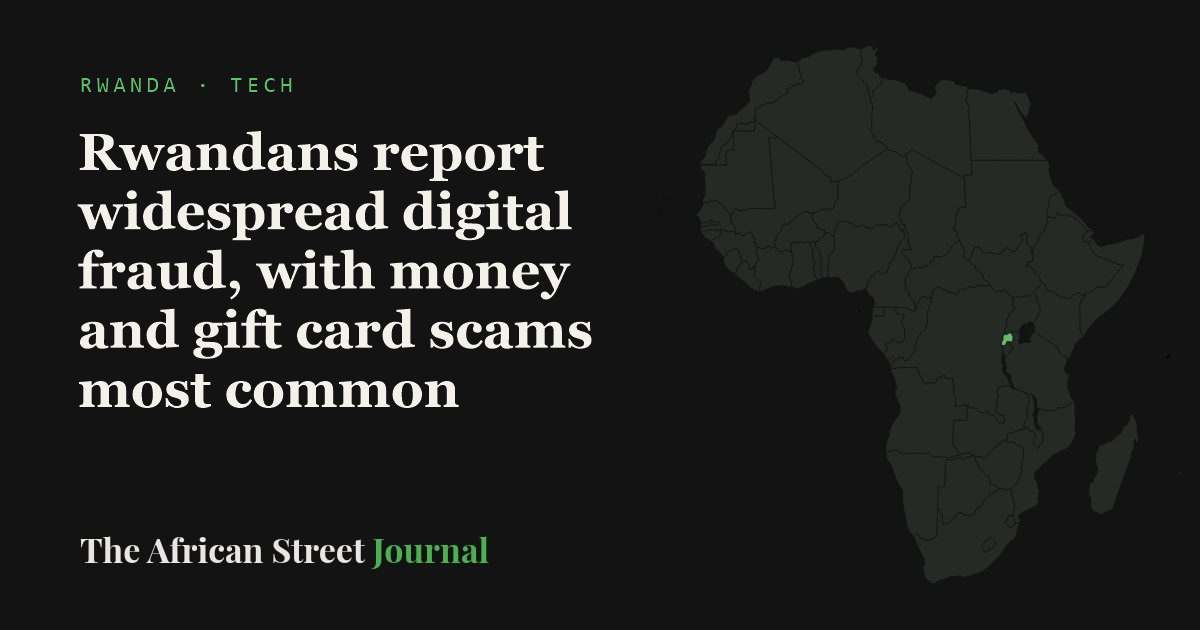 RWANDA · TECH
Rwandans report
widespread digital
fraud, with money
and gift card scams
most common
The African Street Journal